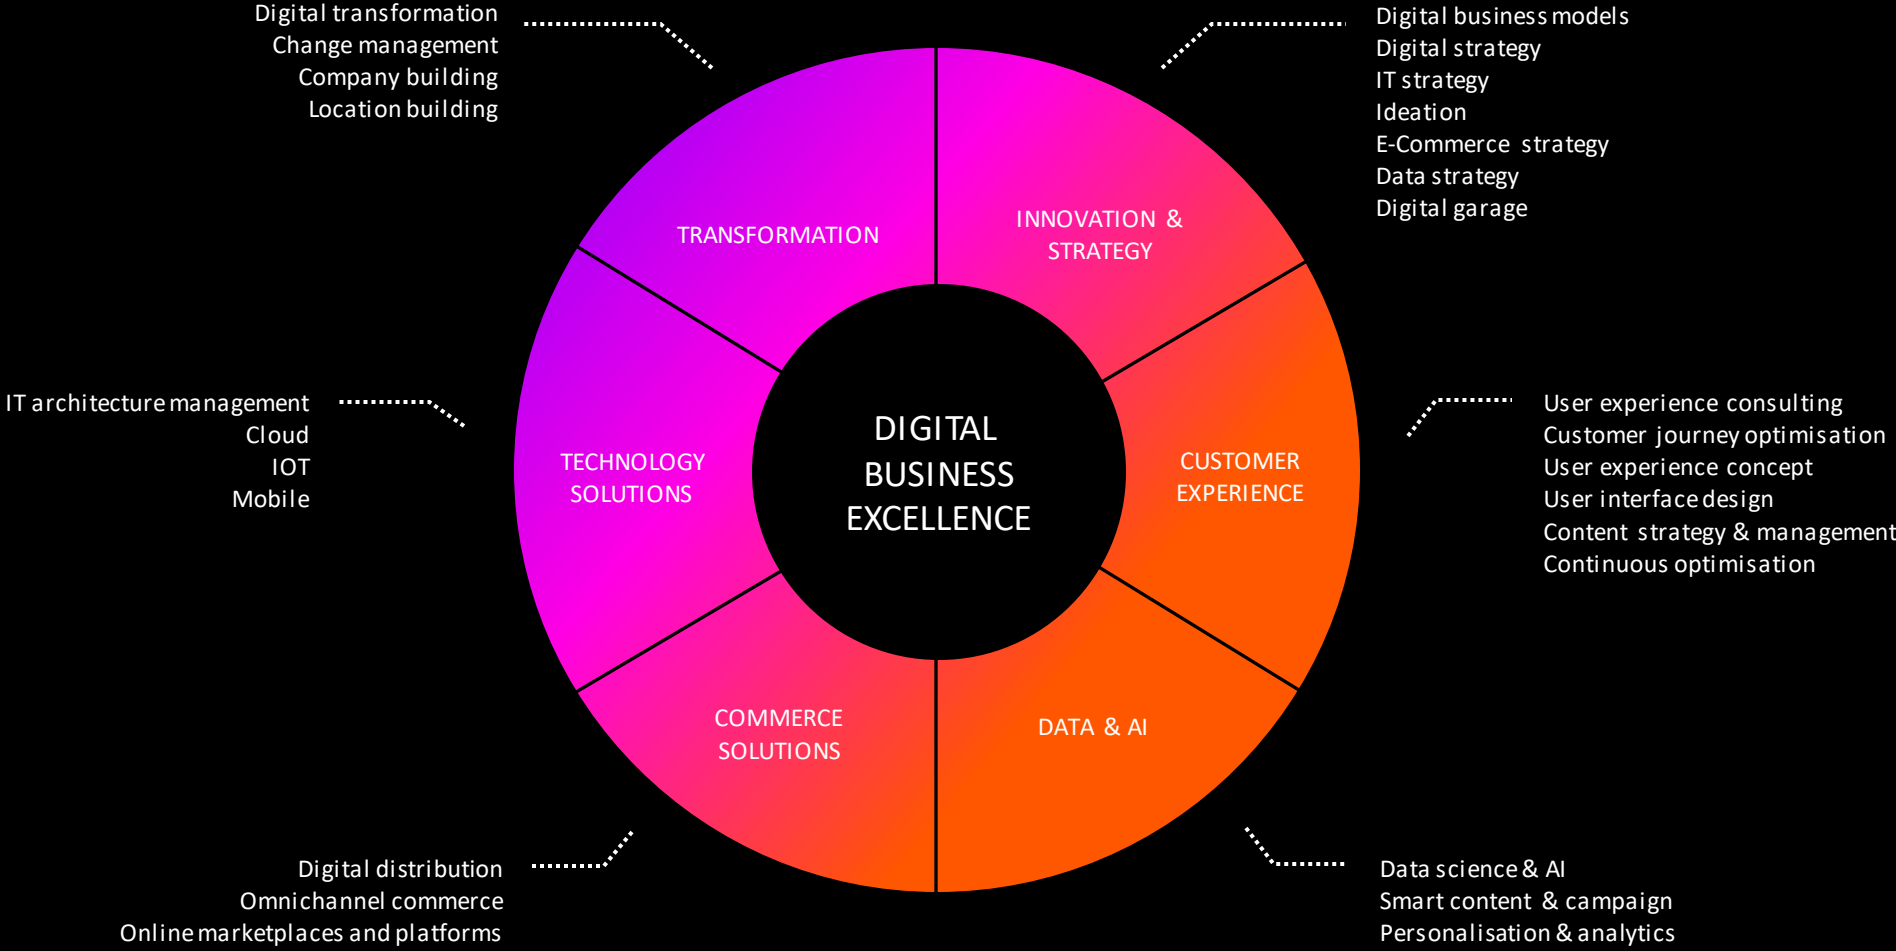 Digital transformation
Change management
Company building
Location building
Digital business models
Digital strategy
IT strategy
Ideation
E-Commerce strategy
Data strategy
Digital garage
TRANSFORMATION
INNOVATION &
STRATEGY
IT architecture management
Cloud
IOT
Mobile
TECHNOLOGY
SOLUTIONS
DIGITAL
BUSINESS
EXCELLENCE
CUSTOMER
EXPERIENCE
User experience consulting
Customer journey optimisation
User experience concept
User interface design
Content strategy & management
Continuous optimisation
COMMERCE
SOLUTIONS
DATA & AI
Digital distribution
Omnichannel commerce
Online marketplaces and platforms
Data science & AI
Smart content & campaign
Personalisation & analytics